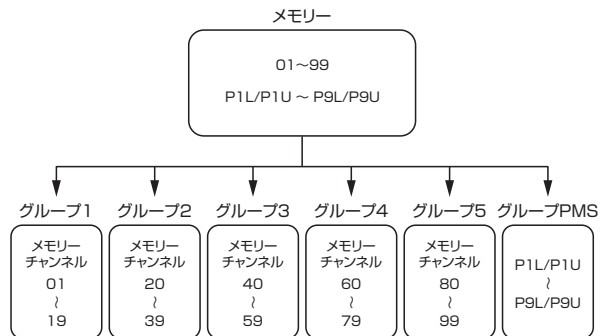 メモリー
01～99
P1L/P1U ～ P9L/P9U
グループ1
グループ2
グループ3
グループ4
グループ5
グループPMS
メモリー
チャンネル
01
～
19
メモリー
チャンネル
20
～
39
メモリー
チャンネル
40
～
59
メモリー
チャンネル
60
～
79
メモリー
チャンネル
80
～
99
P1L/P1U
～
P9L/P9U